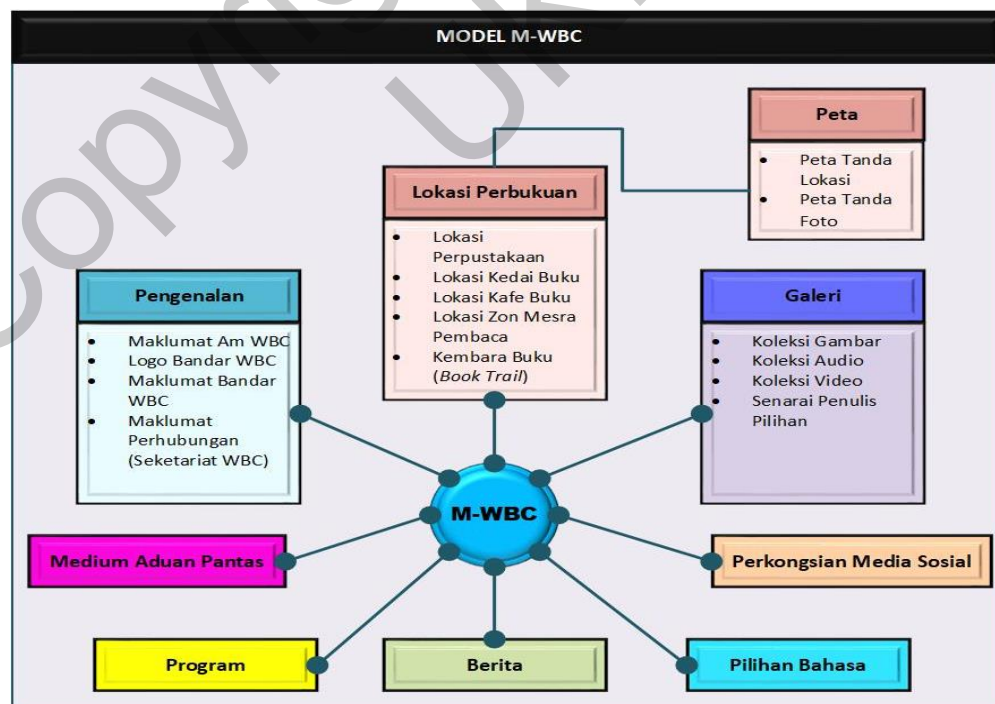 MODEL M-WBC
Peta
• Peta Tanda
Lokasi
• Peta Tanda
Foto
Lokasi Perbukuan
• Lokasi
Perpustakaan
• Lokasi Kedai Buku
• Lokasi Kafe Buku
• Lokasi Zon Mesra
Pembaca
• Kembara Buku
(Book Trail)
Pengenalan
• Maklumat Am WBC
• Logo Bandar WBC
• Maklumat Bandar
WBC
• Maklumat
Perhubungan
(Seketariat WBC)
Galeri
• Koleksi Gambar
• Koleksi Audio
• Koleksi Video
• Senarai Penulis
Pilihan
M-WBC
Medium Aduan Pantas
Perkongsian Media Sosial
Program
Berita
Pilihan Bahasa